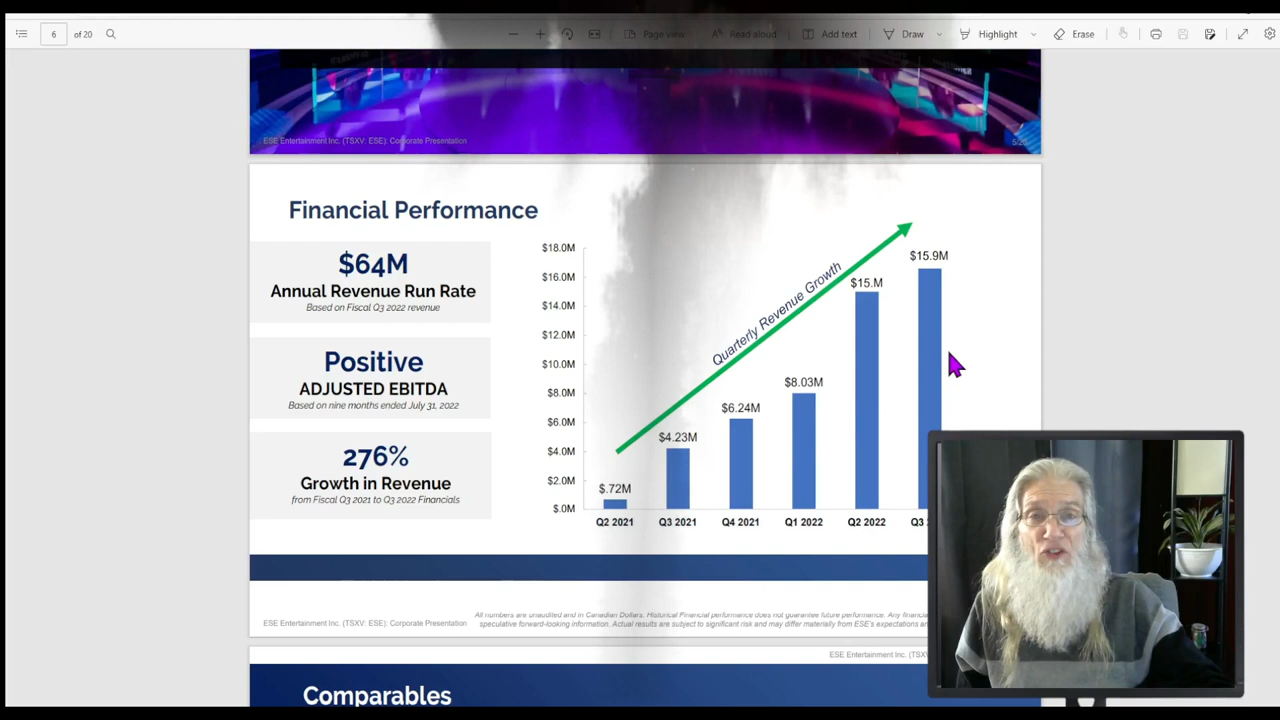 6 of 20
Page view
Read aloud
Add text
Draw
Highlight
Erase
ESE Entertainment Inc. (TSXV: ESE): Corporate Presentation
5/20
Financial Performance
$64M
Annual Revenue Run Rate
Based on Fiscal Q3 2022 revenue
Positive
ADJUSTED EBITDA
Based on nine months ended July 31, 2022
276%
Growth in Revenue
from Fiscal Q3 2021 to Q3 2022 Financials
$18.0M
$16.0M
$14.0M
$12.0M
$10.0M
$8.0M
$6.0M
$4.0M
$2.0M
$.0M
Quarterly Revenue Growth
$.72M
$4.23M
$6.24M
$8.03M
$15.M
$15.9M
Q2 2021
Q3 2021
Q4 2021
Q1 2022
Q2 2022
Q3
All numbers are unaudited and in Canadian Dollars. Historical Financial performance does not guarantee future performance. Any
ESE Entertainment Inc. (TSXV: ESE): Corporate Presentation
speculative forward-looking information. Actual results are subject to significant risk and may differ materially from ESE's expectations
ESE Entertainment Inc.
Comparables